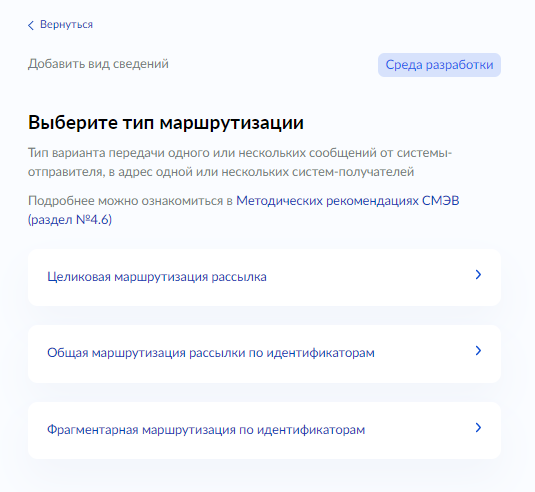 Вернуться
Добавить вид сведений
Среда разработки
Выберите тип маршрутизации
Тип варианта передачи одного или нескольких сообщений от системы-
отправителя, в адрес одной или нескольких систем-получателей
Подробнее можно ознакомиться в Методических рекомендациях СМЭВ
(раздел №4.6)
Целиковая маршрутизация рассылка
Общая маршрутизация рассылки по идентификаторам
Фрагментарная маршрутизация по идентификаторам